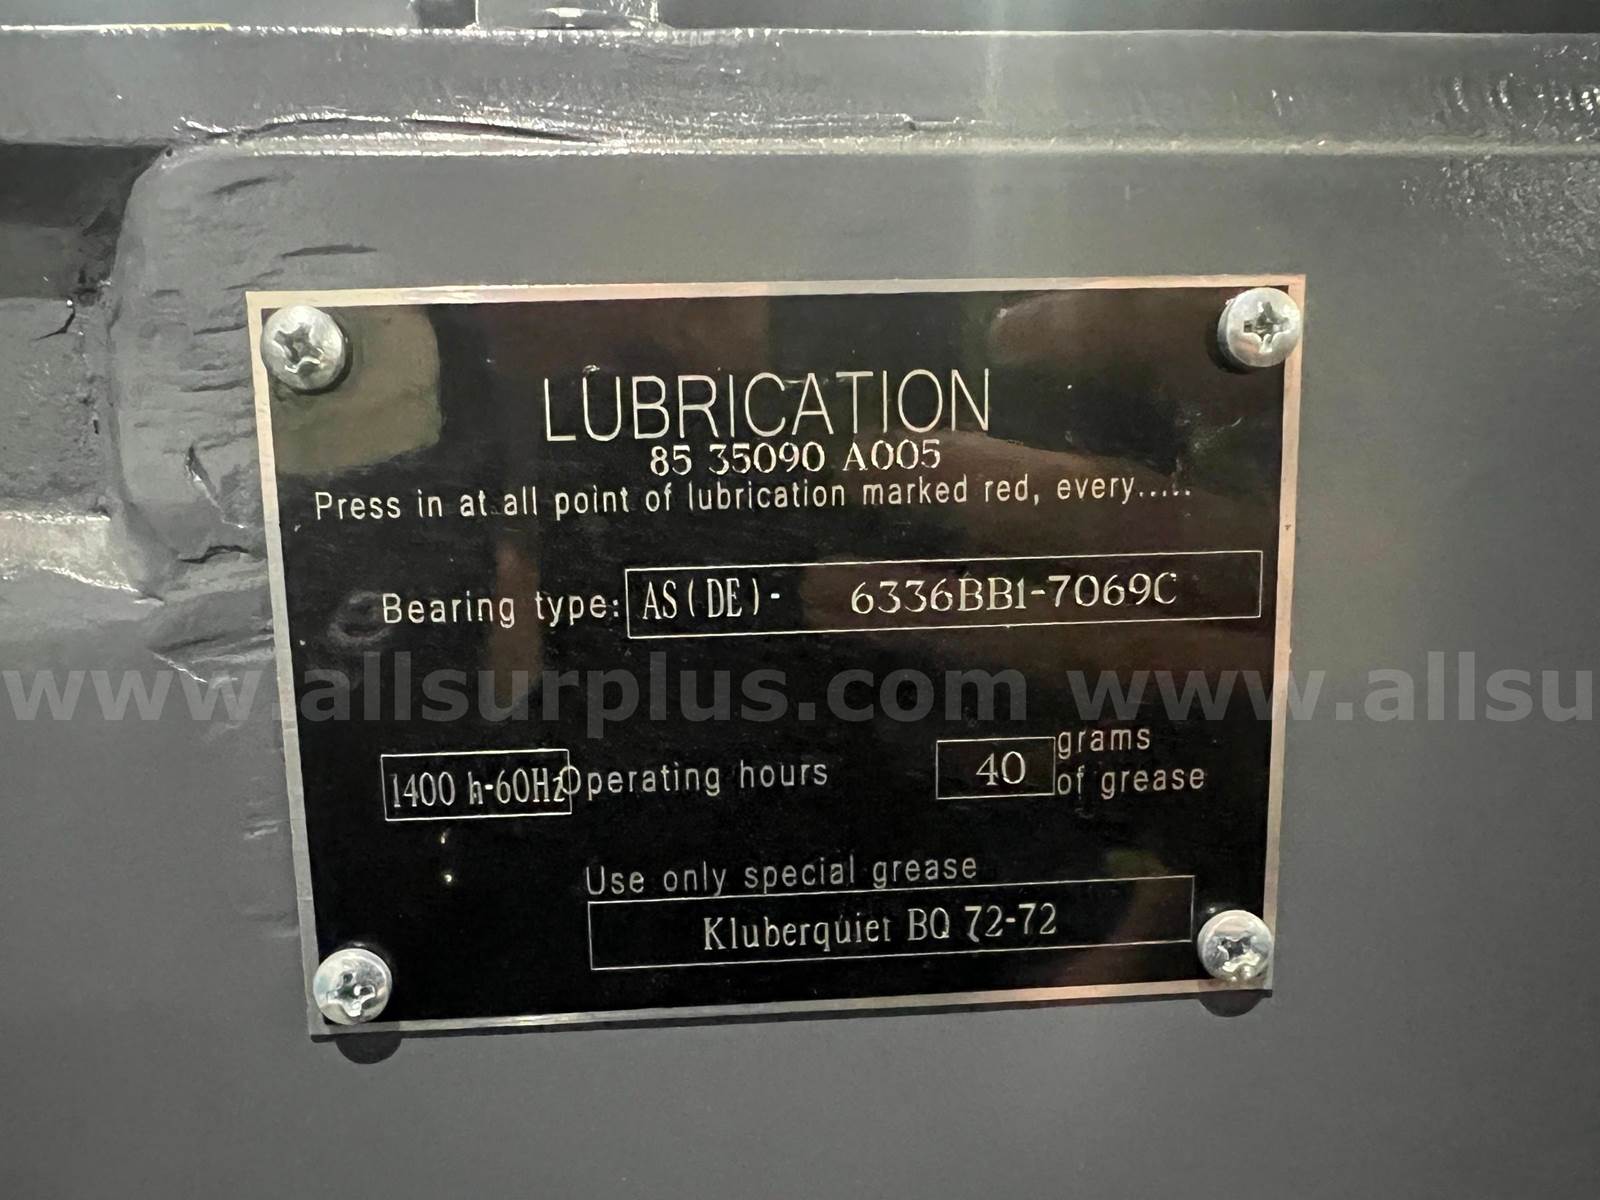 LUBRICATION
85 35090 A005
Press in at all point of lubrication marked red, every.....
Bearing type: AS(DE)- 6336BB1-7069C
www.allsurplus.com www.allsu
1400 h-60Hz Operating hours 40 grams of grease
Use only special grease
Kluberquiet BQ 72-72